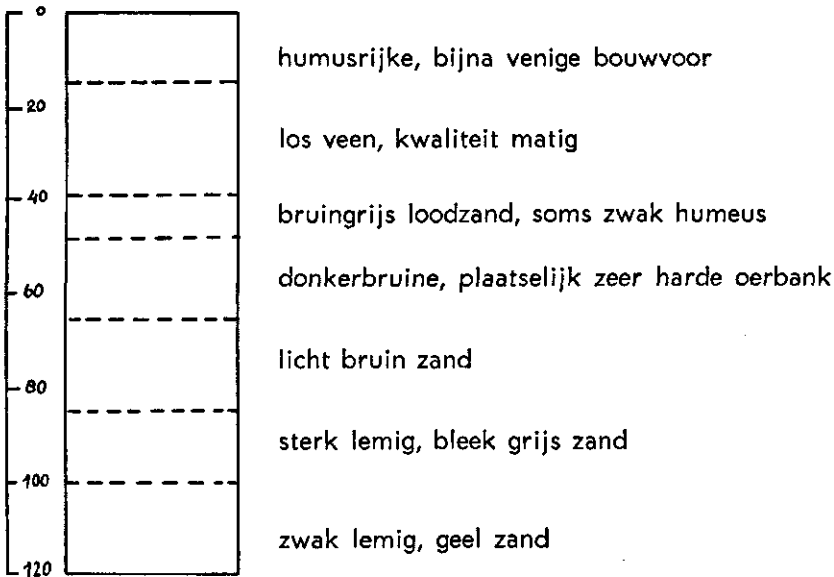 0
humusrijke, bijna venige bouwvoor
20
los veen, kwaliteit matig
40
bruingrijs loodzand, soms zwak humeus
donkerbruine, plaatselijk zeer harde oerbank
60
licht bruin zand
80
sterk lemig, bleek grijs zand
100
zwak lemig, geel zand
120